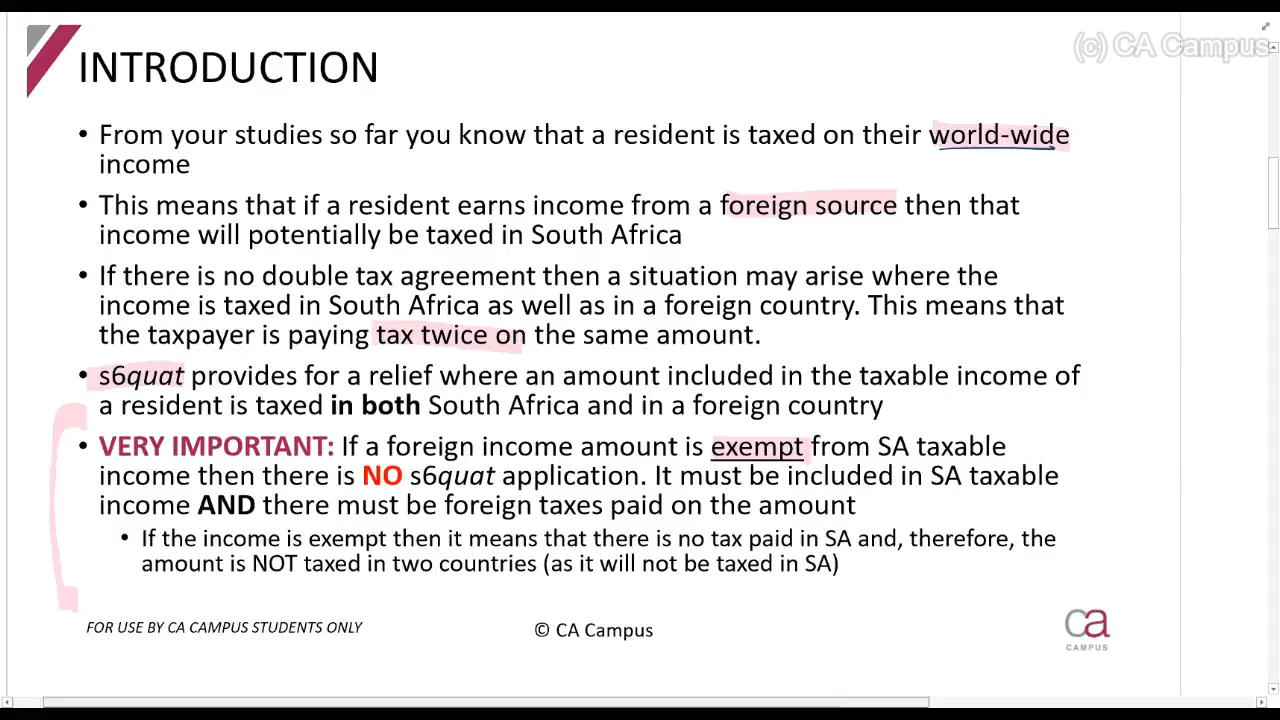 (c) CA Campus
INTRODUCTION
• From your studies so far you know that a resident is taxed on their world-wide
income
• This means that if a resident earns income from a foreign source then that
income will potentially be taxed in South Africa
• If there is no double tax agreement then a situation may arise where the
income is taxed in South Africa as well as in a foreign country. This means that
the taxpayer is paying tax twice on the same amount.
• s6quat provides for a relief where an amount included in the taxable income of
a resident is taxed in both South Africa and in a foreign country
• VERY IMPORTANT: If a foreign income amount is exempt from SA taxable
income then there is NO s6quat application. It must be included in SA taxable
income AND there must be foreign taxes paid on the amount
• If the income is exempt then it means that there is no tax paid in SA and, therefore, the
amount is NOT taxed in two countries (as it will not be taxed in SA)
FOR USE BY CA CAMPUS STUDENTS ONLY
© CA Campus
ca
CAMPUS